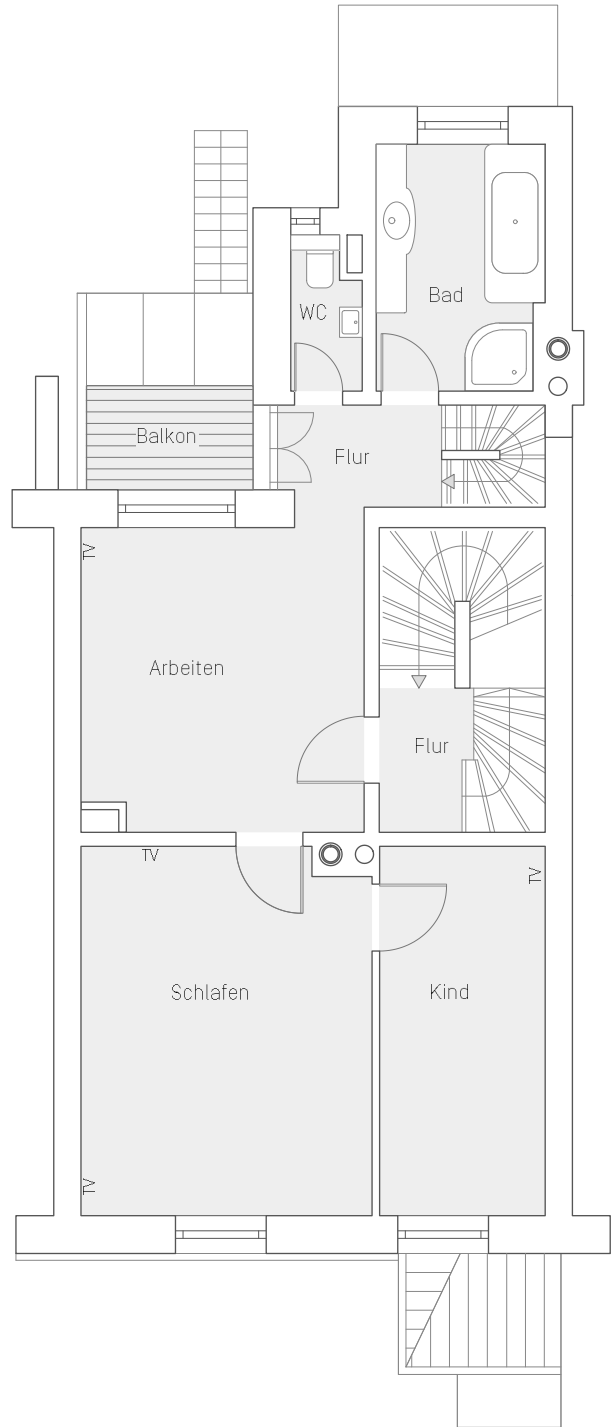 Bad
WC
Balkon
Flur
TV
Arbeiten
Flur
TV
TV
Schlafen
Kind
TV